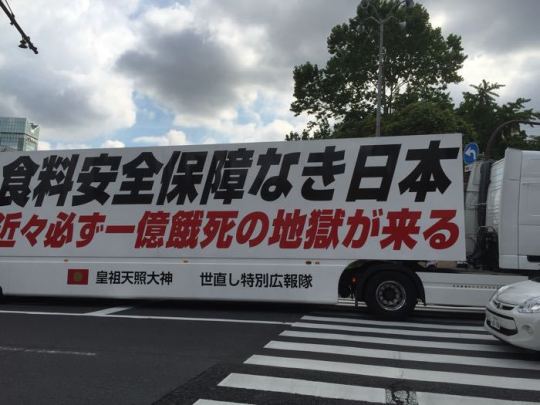 食料安全保障なき日本
近々必ず一億餓死の地獄が来る
皇祖天照大神 世直し特別広報隊